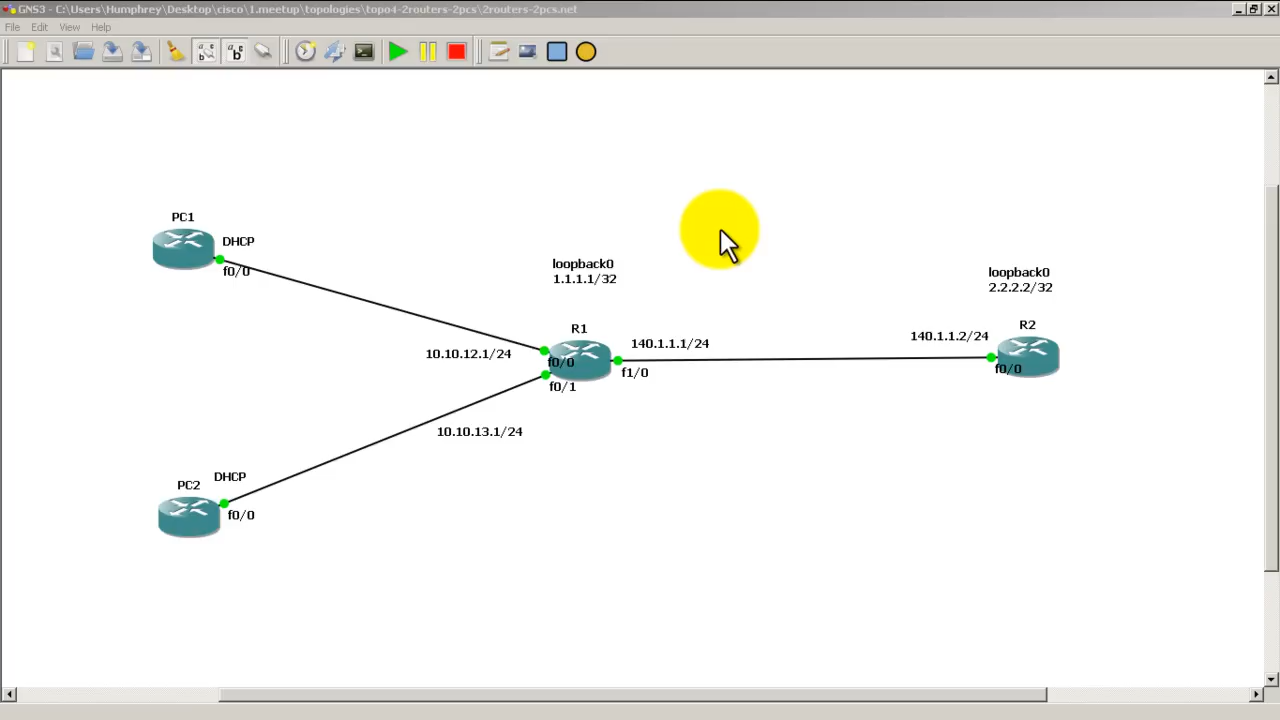 GNS3 - C:\Users\Humphrey\Desktop\cisco\1.meetup\topologies\topo4-2routers-2pcs\2routers-2pcs.net
File Edit View Help
PC1
DHCP
f0/0
loopback0
1.1.1.1/32
loopback0
2.2.2.2/32
R1
R2
10.10.12.1/24
140.1.1.1/24
140.1.1.2/24
f0/0
f1/0
f0/0
f0/1
10.10.13.1/24
DHCP
PC2
f0/0